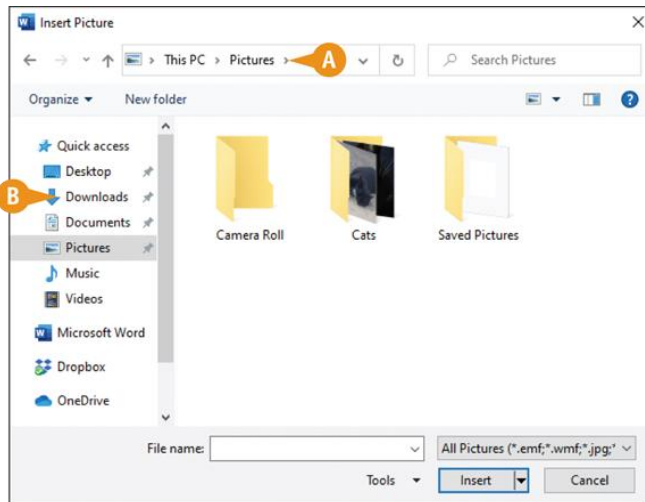 Insert Picture
This PC > Pictures > A
Search Pictures
Organize
New folder
?
Quick access
Desktop
B
Downloads
Documents
Pictures
Music
Videos
Microsoft Word
Dropbox
OneDrive
Camera Roll
Cats
Saved Pictures
File name:
All Pictures (*.emf;*.wmf;*.jpg;*
Tools
Insert
Cancel